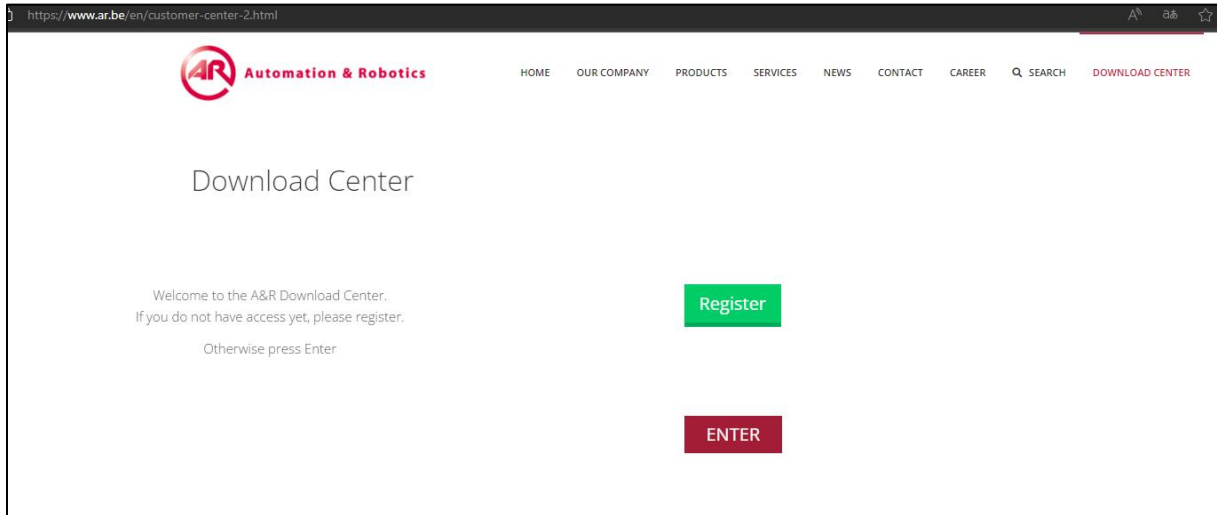 https://www.ar.be/en/customer-center-2.html
AR Automation & Robotics
HOME OUR COMPANY PRODUCTS SERVICES NEWS CONTACT CAREER SEARCH DOWNLOAD CENTER
Download Center
Welcome to the A&R Download Center.
If you do not have access yet, please register.
Otherwise press Enter
Register
ENTER